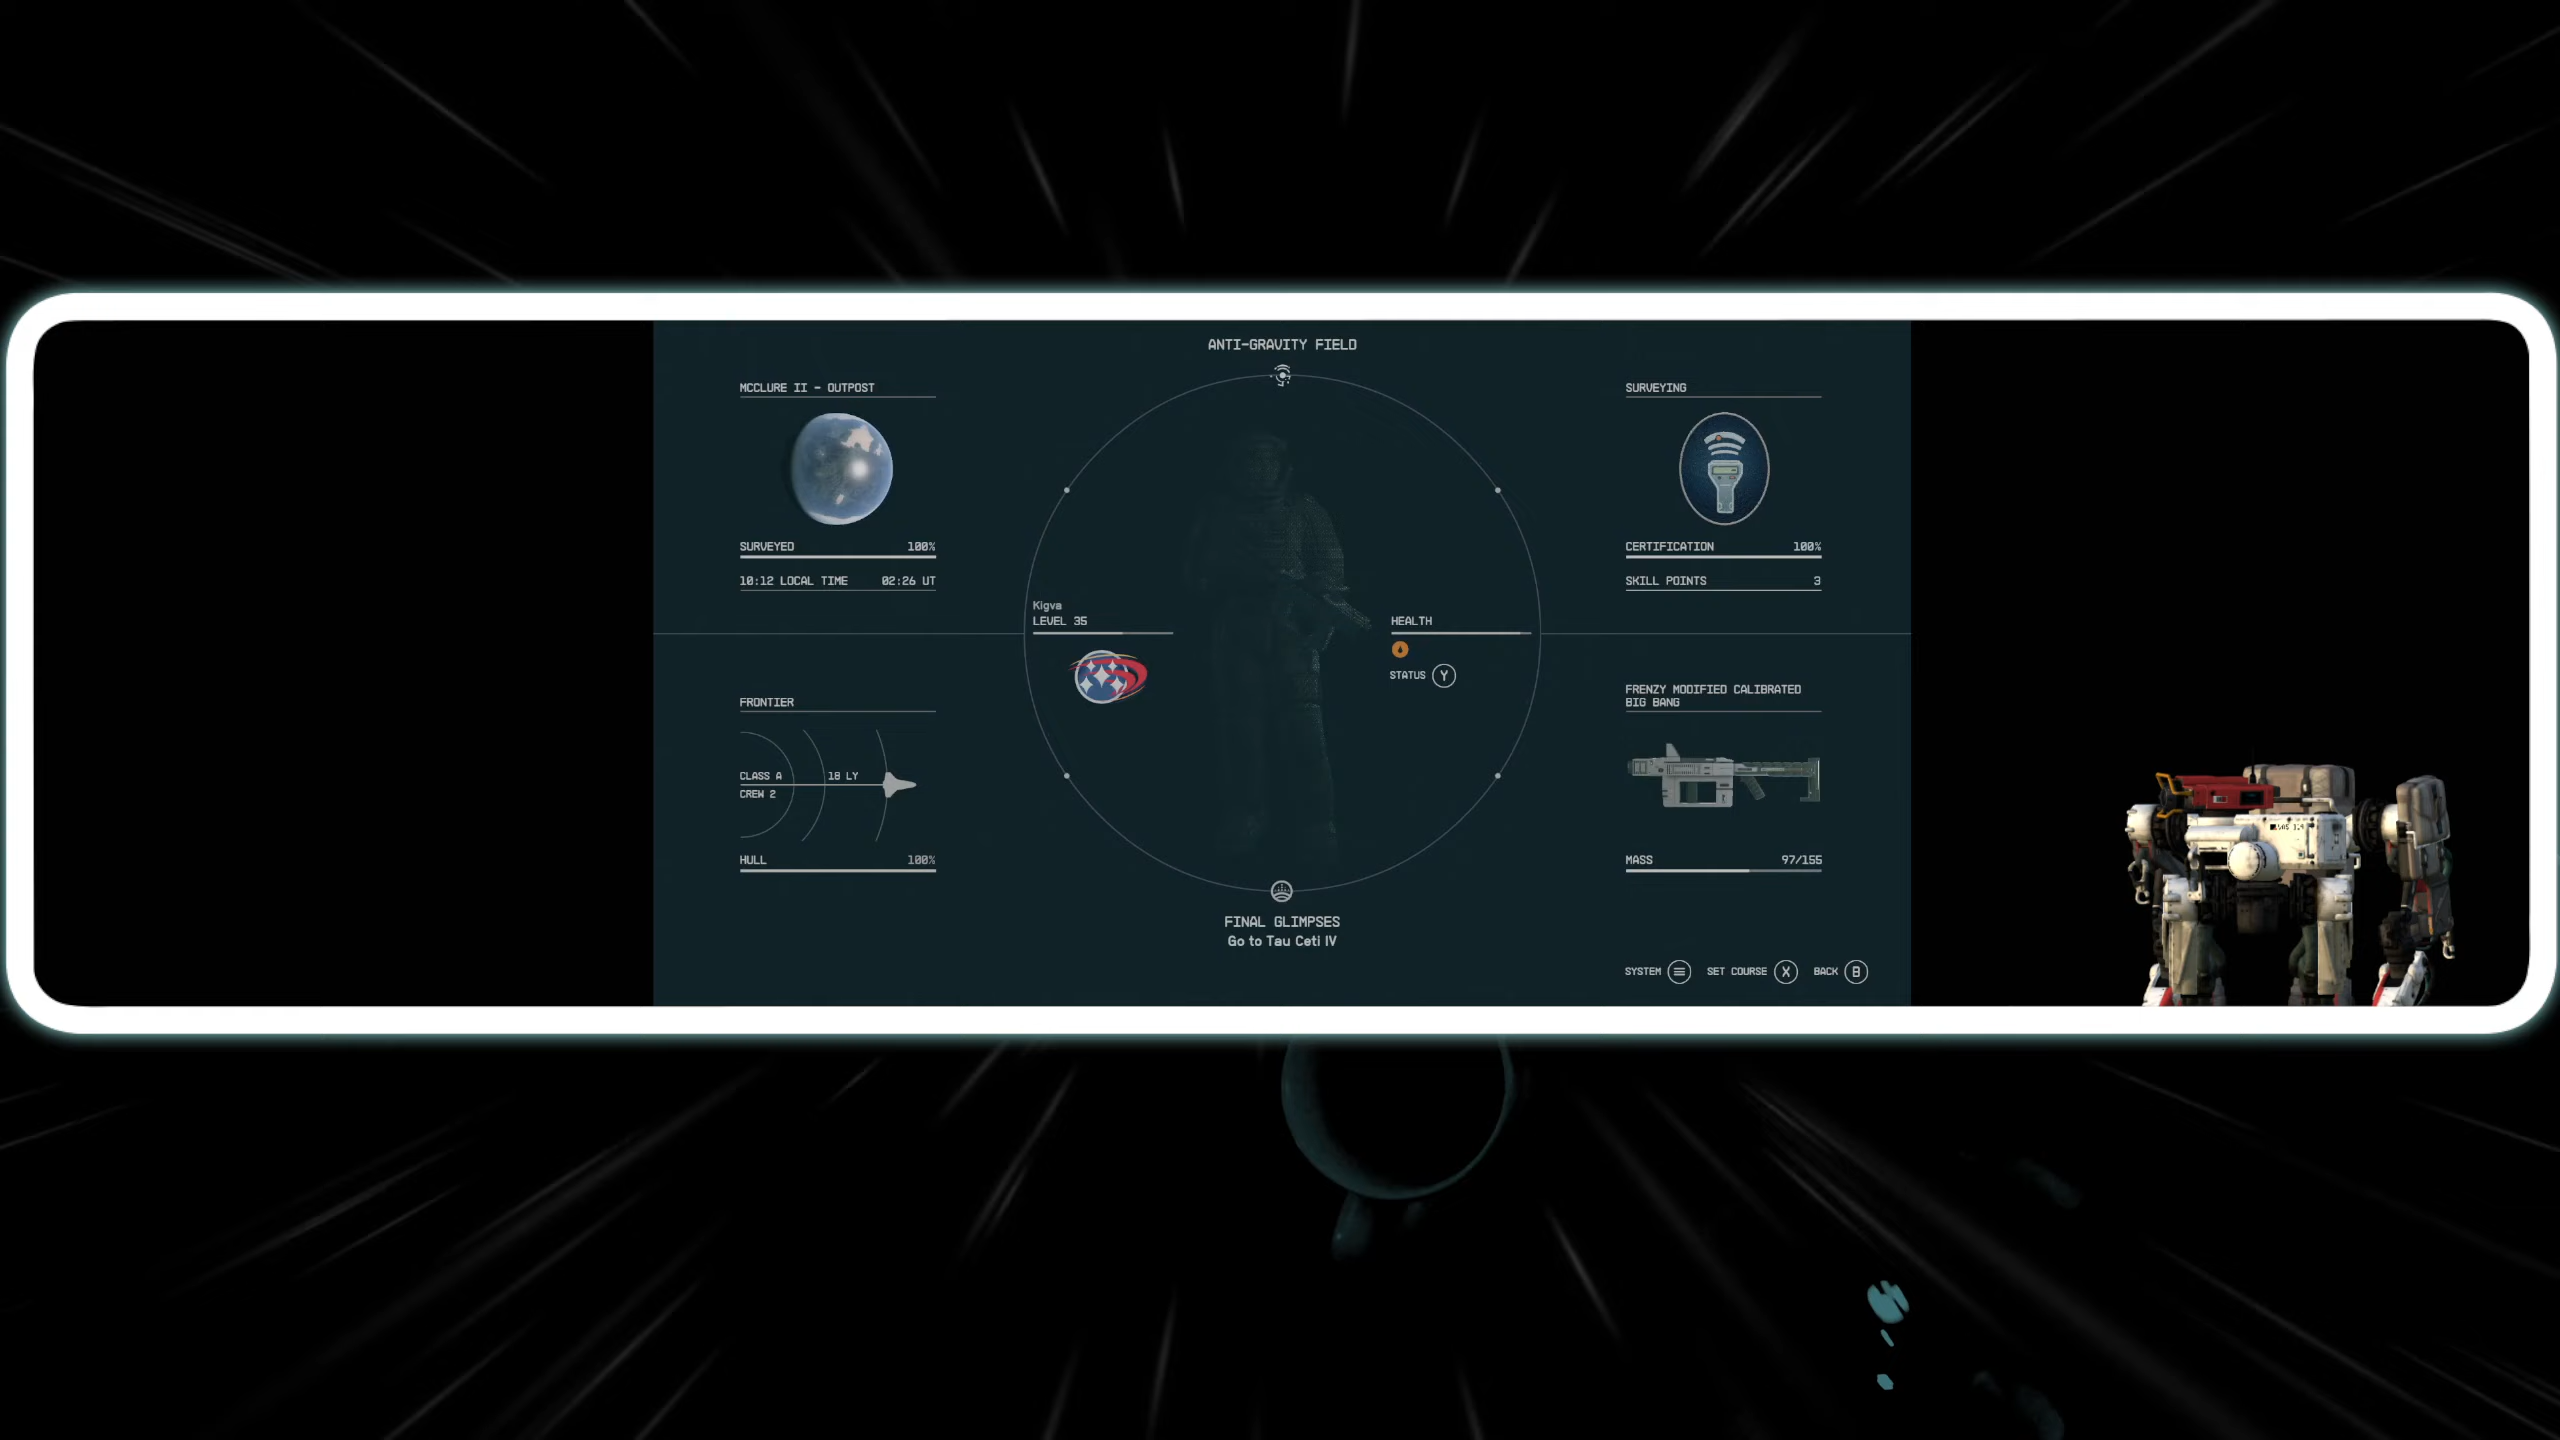 ANTI-GRAVITY FIELD
MCCLURE II - OUTPOST
SURVEYED 100%
10:12 LOCAL TIME 02:26 UT
SURVEYING
CERTIFICATION 100%
SKILL POINTS 3
Kigva
LEVEL 35
HEALTH
STATUS Y
FRONTIER
CLASS A 18 LY
CREW 2
HULL 100%
FRENZY MODIFIED CALIBRATED
BIG BANG
MASS 97/155
FINAL GLIMPSES
Go to Tau Ceti IV
SYSTEM SET COURSE X BACK B